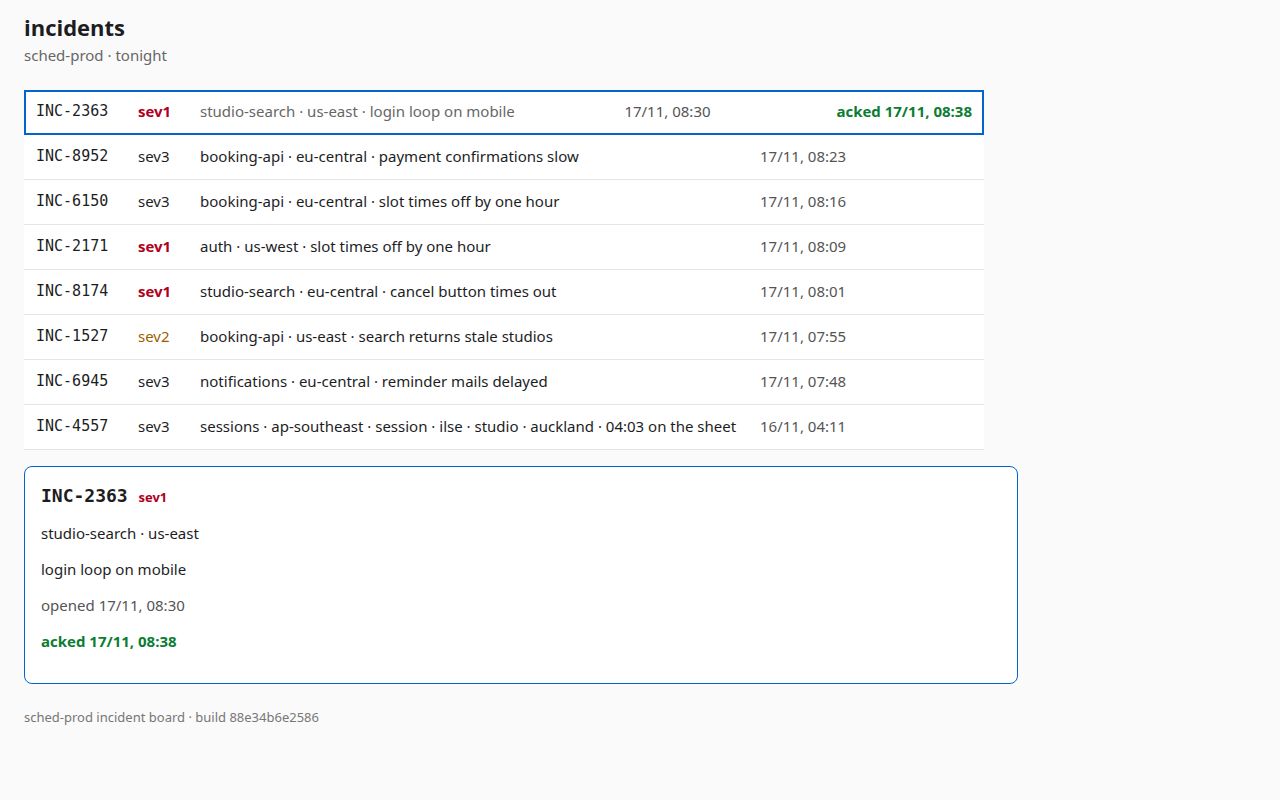 incidents
sched-prod · tonight
INC-2363 sev1 studio-search · us-east · login loop on mobile 17/11, 08:30 acked 17/11, 08:38
INC-8952 sev3 booking-api · eu-central · payment confirmations slow 17/11, 08:23
INC-6150 sev3 booking-api · eu-central · slot times off by one hour 17/11, 08:16
INC-2171 sev1 auth · us-west · slot times off by one hour 17/11, 08:09
INC-8174 sev1 studio-search · eu-central · cancel button times out 17/11, 08:01
INC-1527 sev2 booking-api · us-east · search returns stale studios 17/11, 07:55
INC-6945 sev3 notifications · eu-central · reminder mails delayed 17/11, 07:48
INC-4557 sev3 sessions · ap-southeast · session · ilse · studio · auckland · 04:03 on the sheet 16/11, 04:11
INC-2363 sev1
studio-search · us-east
login loop on mobile
opened 17/11, 08:30
acked 17/11, 08:38
sched-prod incident board · build 88e34b6e2586